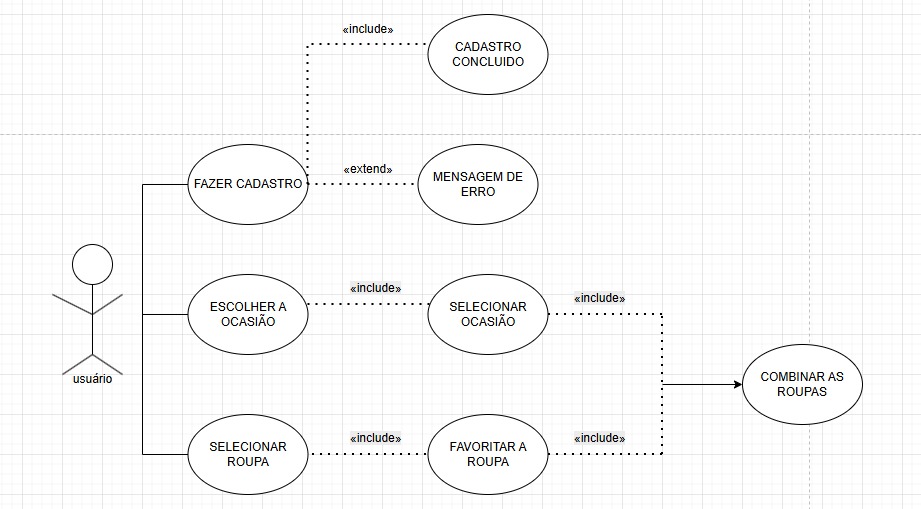 «include»
CADASTRO
CONCLUIDO
FAZER CADASTRO
«extend»
MENSAGEM DE
ERRO
usuário
ESCOLHER A
OCASIÃO
«include»
SELECIONAR
OCASIÃO
«include»
COMBINAR AS
ROUPAS
SELECIONAR
ROUPA
«include»
FAVORITAR A
ROUPA
«include»